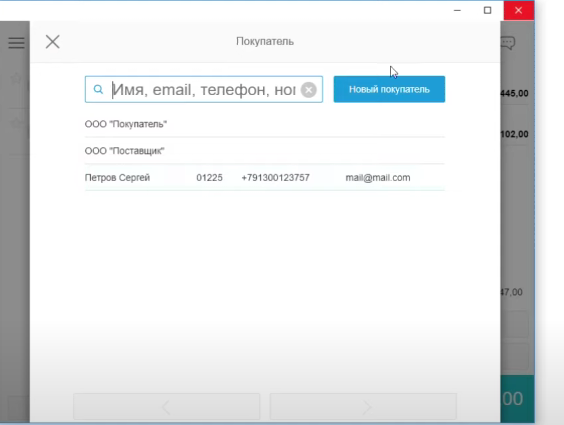 Покупатель
Имя, email, телефон, ном
Новый покупатель
445,00
ООО "Покупатель"
102,00
ООО "Поставщик"
Петров Сергей 01225 +791300123757 mail@mail.com
47,00
00